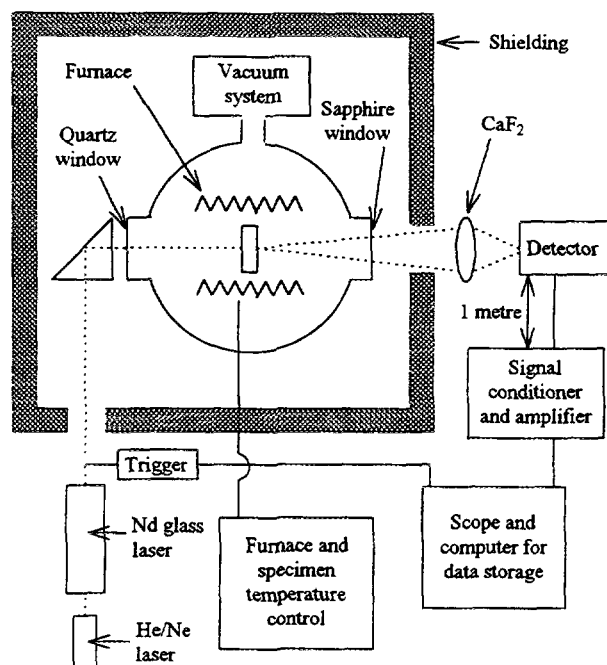 Shielding
Furnace
Vacuum
system
Sapphire
window
CaF2
Quartz
window
Detector
1 metre
Signal
conditioner
and amplifier
Trigger
Nd glass
laser
Furnace and
specimen
temperature
control
Scope and
computer for
data storage
He/Ne
laser